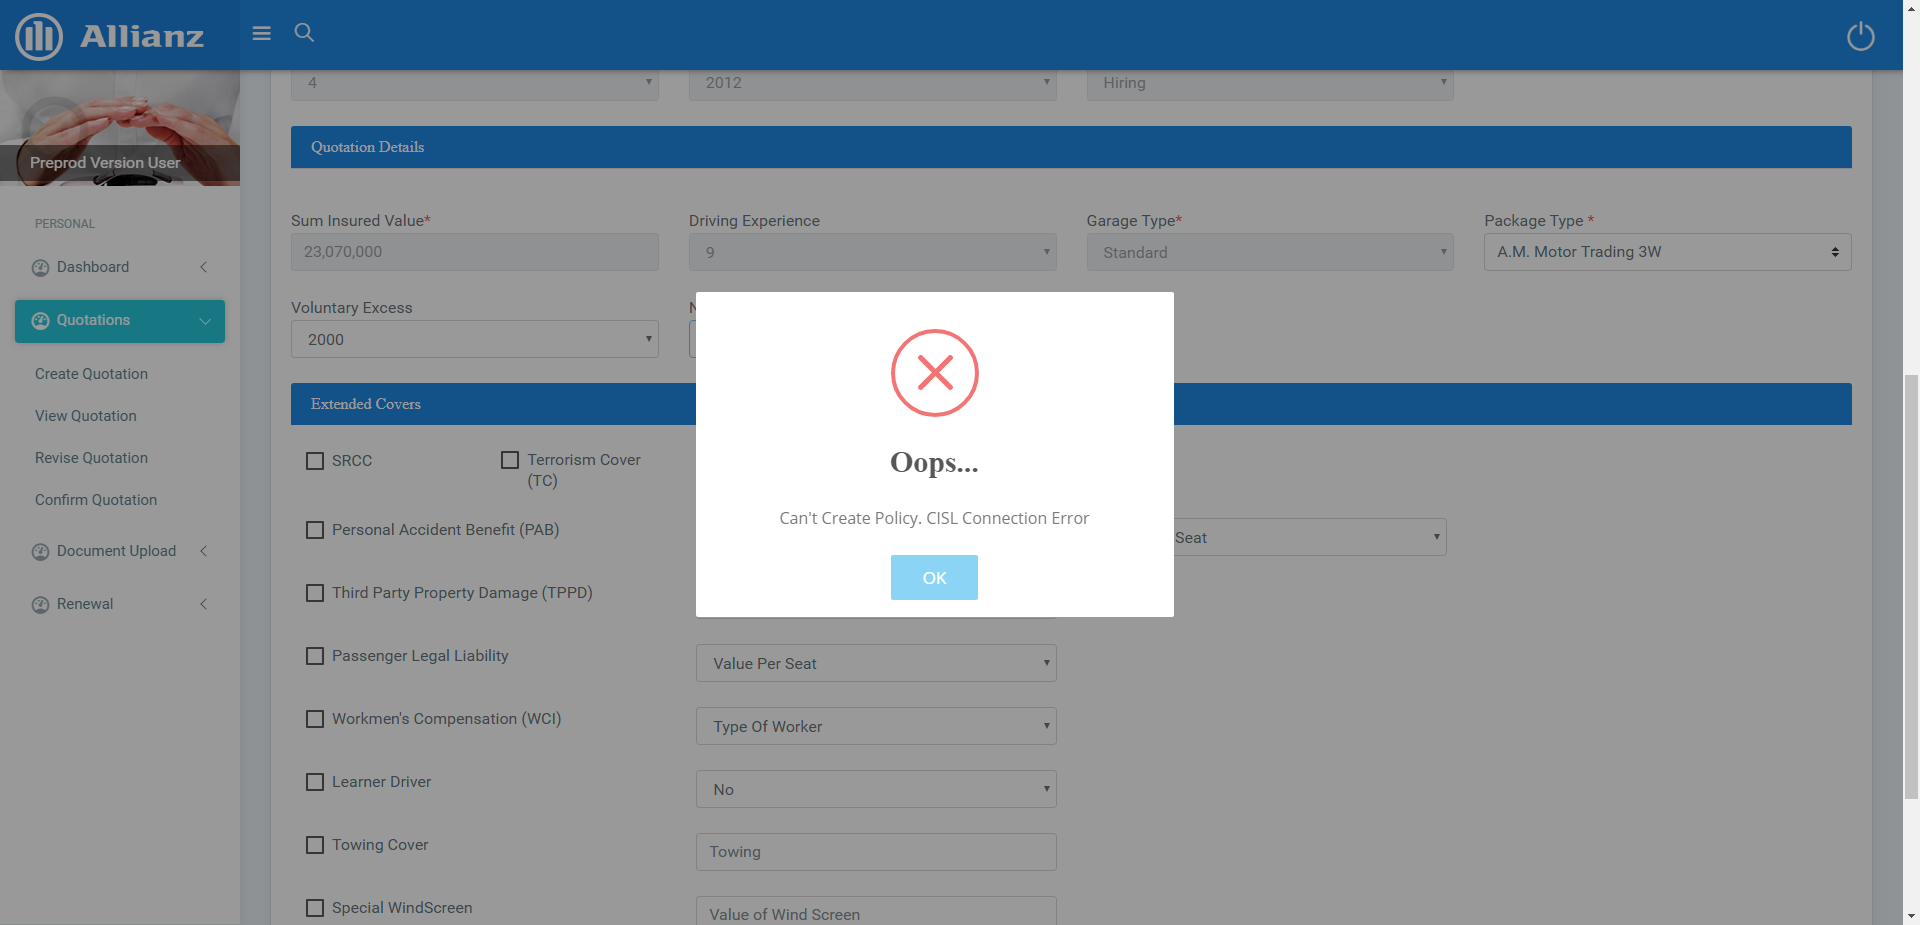 Allianz
4
2012
Hiring
Preprod Version User
Quotation Details
PERSONAL
Sum Insured Value*
Driving Experience
Garage Type*
Package Type *
23,070,000
9
Standard
A.M. Motor Trading 3W
Dashboard
Quotations
Voluntary Excess
N
2000
Create Quotation
View Quotation
Revise Quotation
Confirm Quotation
Document Upload
Renewal
Extended Covers
SRCC
Terrorism Cover
(TC)
Personal Accident Benefit (PAB)
Seat
Third Party Property Damage (TPPD)
Passenger Legal Liability
Value Per Seat
Workmen's Compensation (WCI)
Type Of Worker
Learner Driver
No
Towing Cover
Towing
Special WindScreen
Value of Wind Screen
Oops...
Can't Create Policy. CISL Connection Error
OK